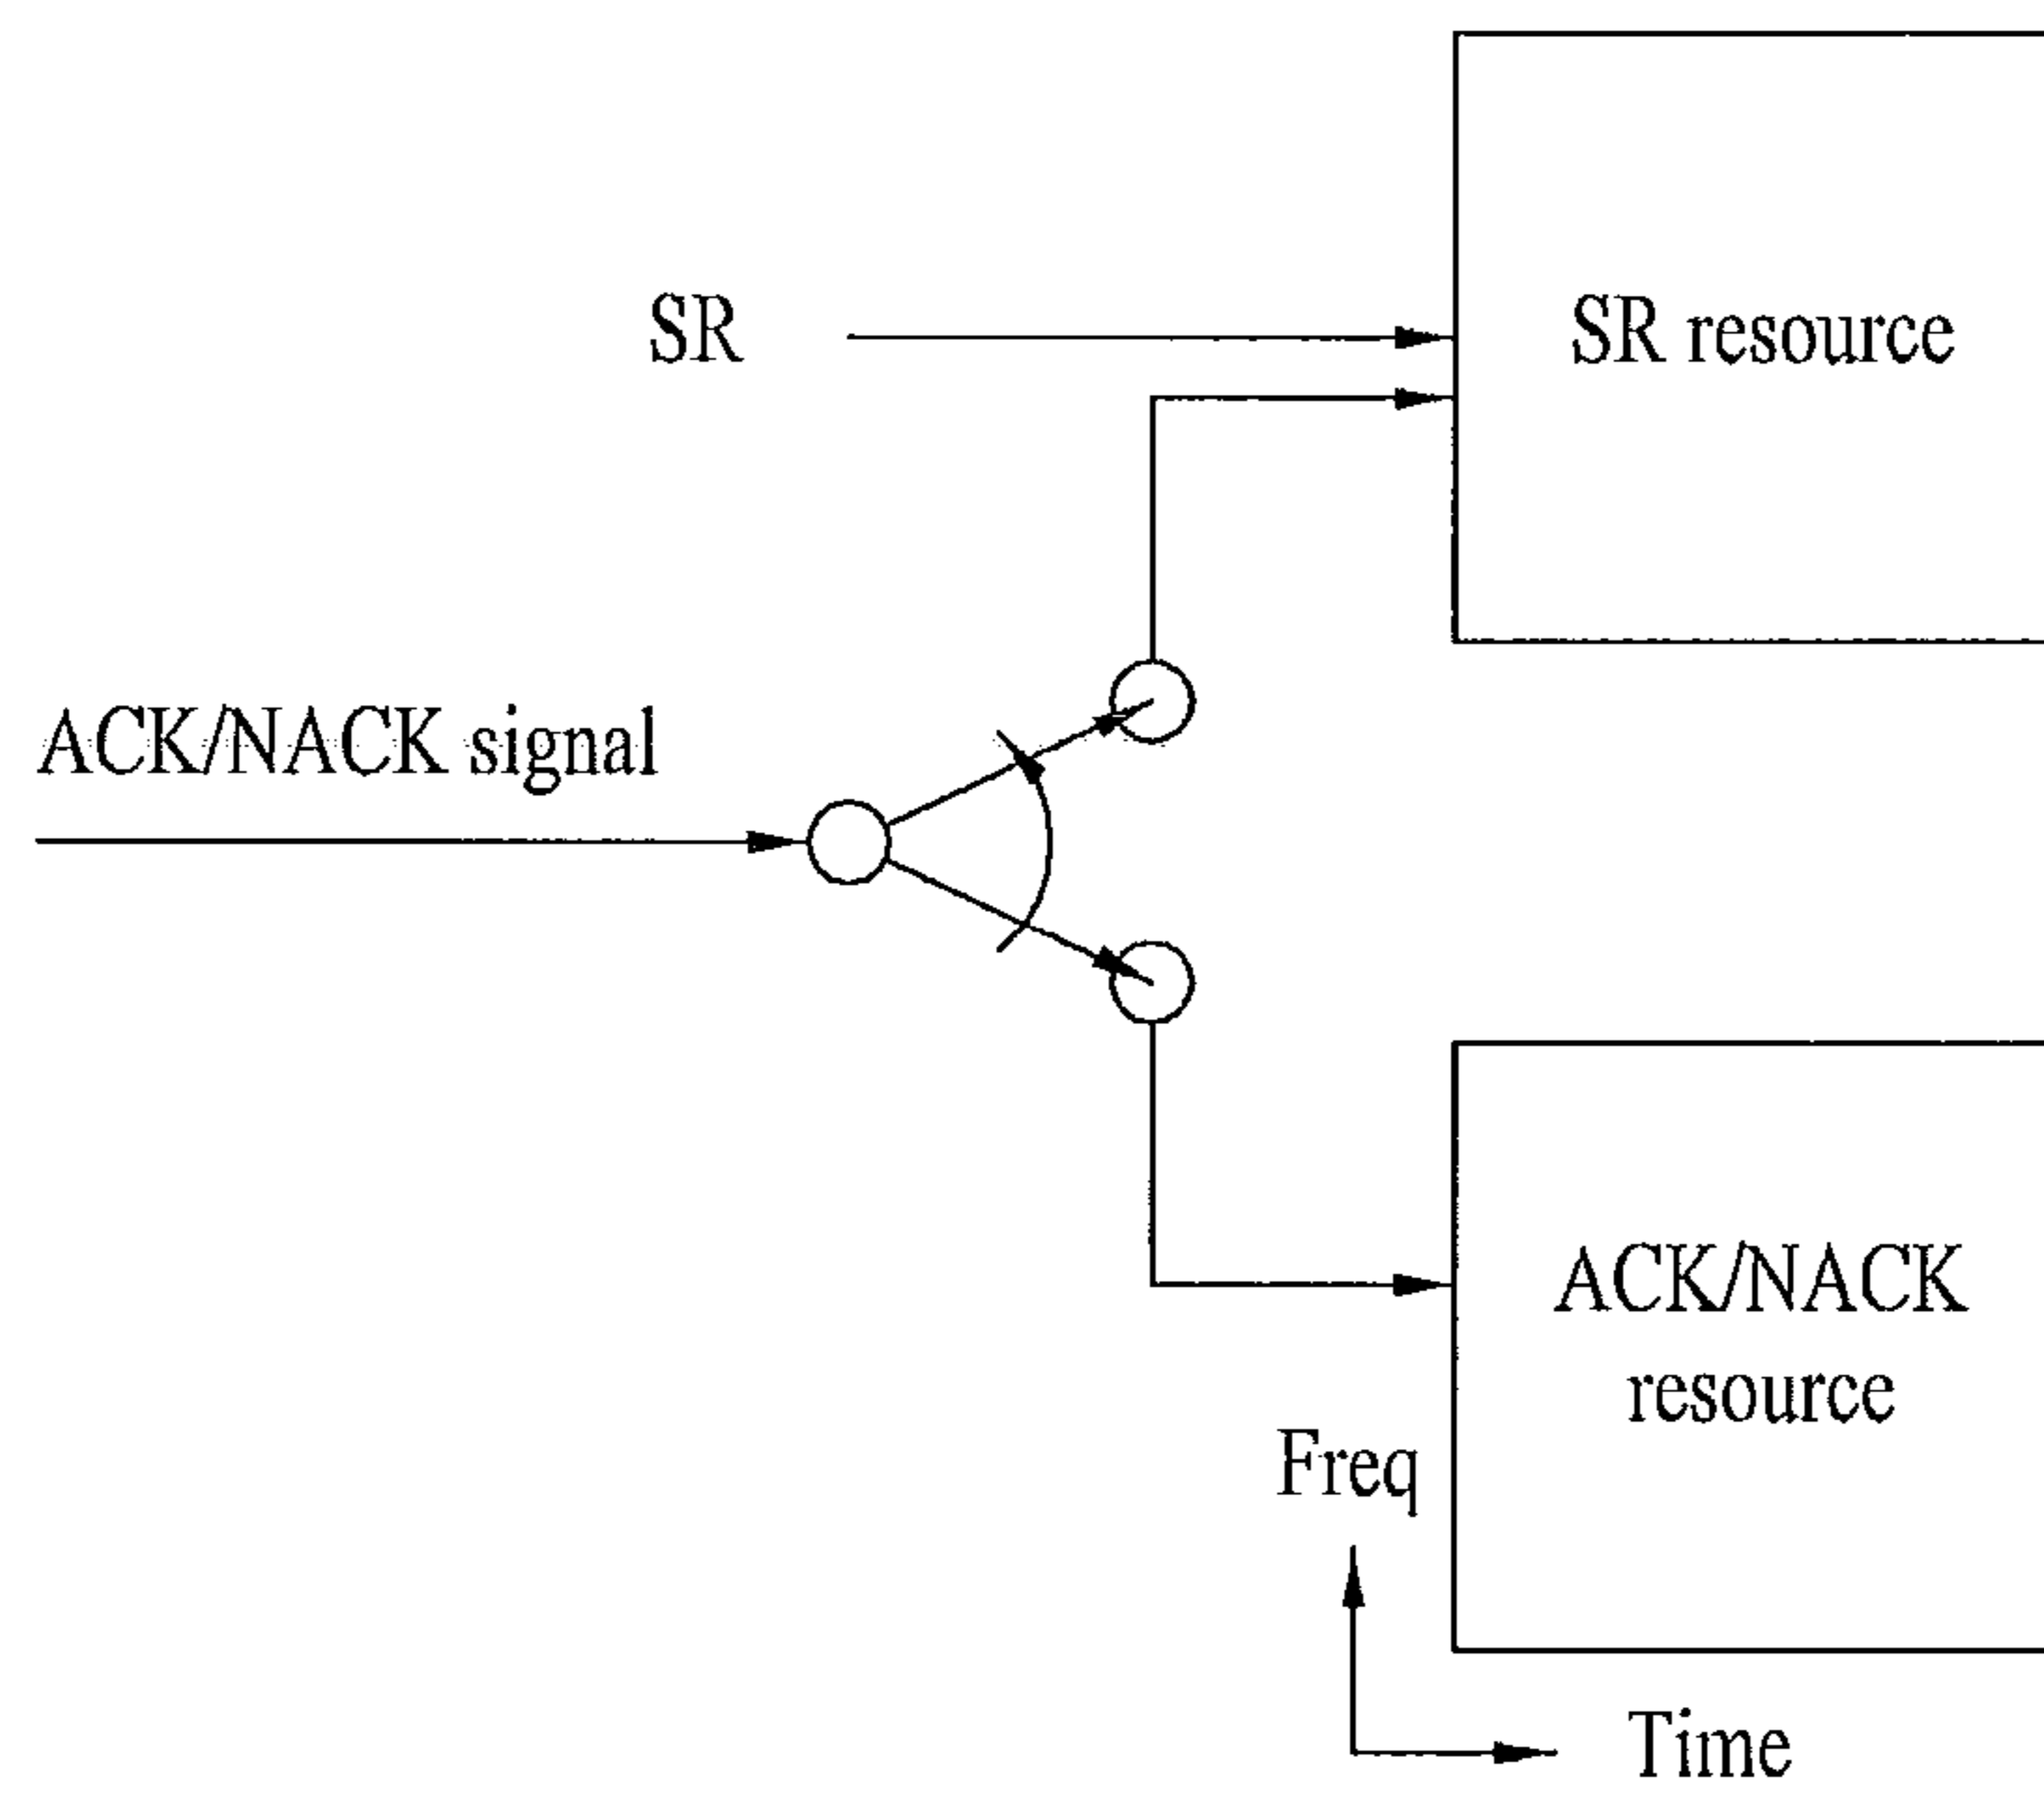 SR
SR resource
ACK/NACK signal
ACK/NACK
resource
Freq
Time